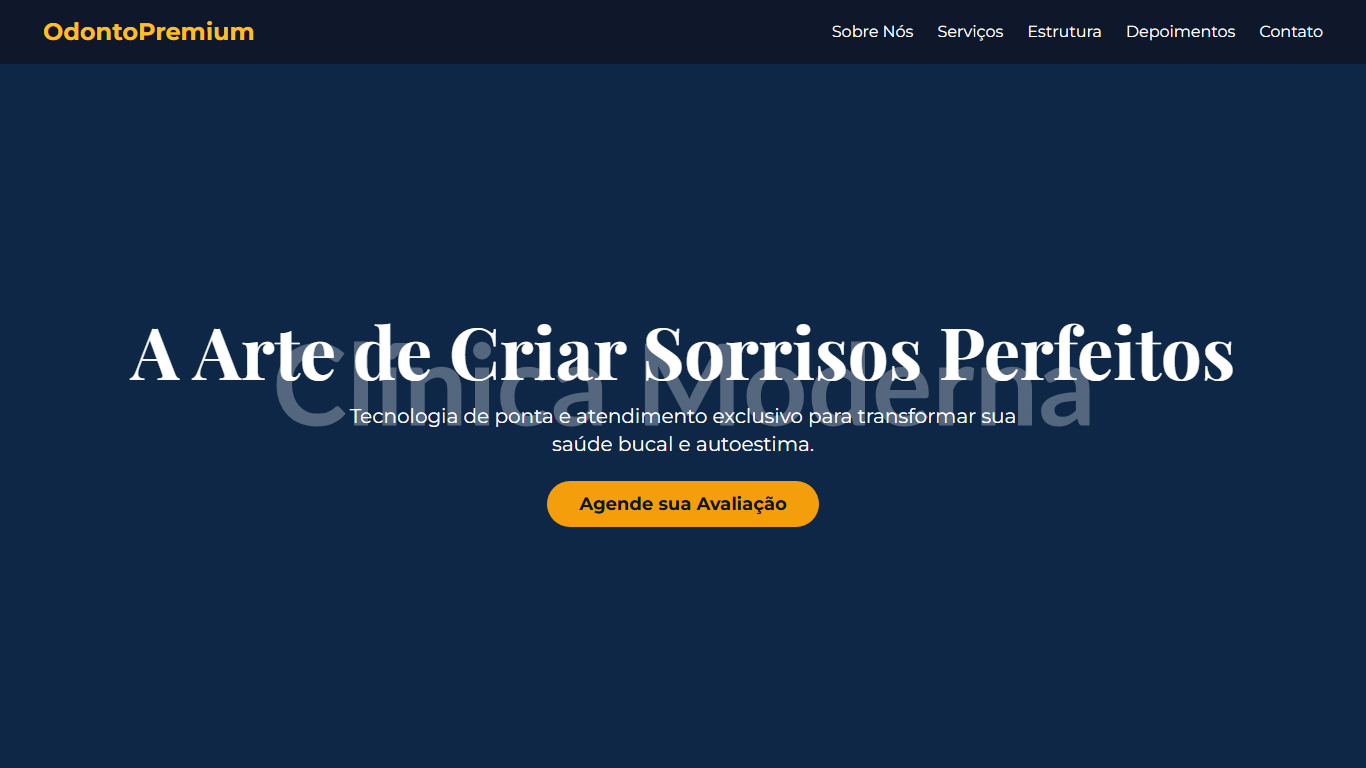 OdontoPremium
Sobre Nós Serviços Estrutura Depoimentos Contato
A Arte de Criar Sorrisos Perfeitos
Clínica Moderna
Tecnologia de ponta e atendimento exclusivo para transformar sua
saúde bucal e autoestima.
Agende sua Avaliação